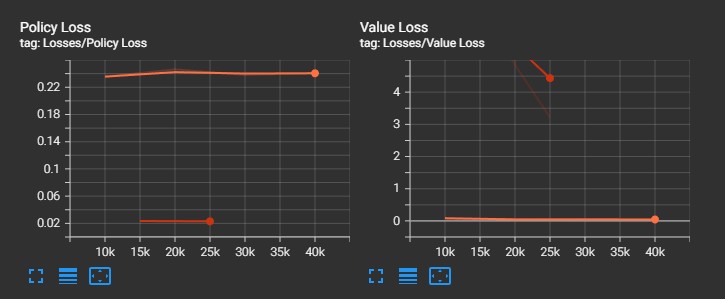 Policy Loss
tag: Losses/Policy Loss
0.22
0.18
0.14
0.1
0.06
0.02
10k 15k 20k 25k 30k 35k 40k
Value Loss
tag: Losses/Value Loss
4
3
2
1
0
10k 15k 20k 25k 30k 35k 40k